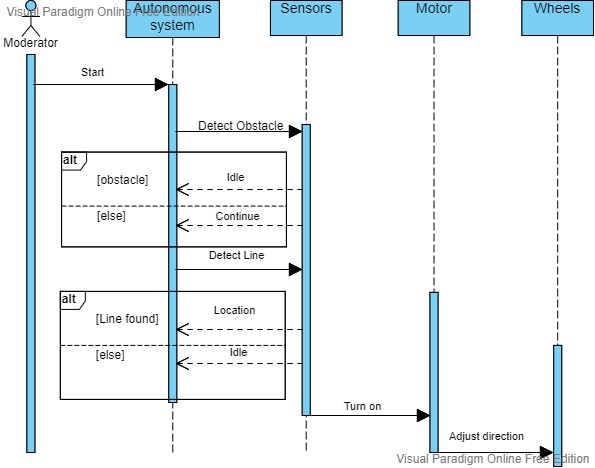 Visual Paradigm Online Free Edition
Autonomous
system
Sensors
Motor
Wheels
Moderator
Start
Detect Obstacle
alt
[obstacle]
Idle
[else]
Continue
Detect Line
alt
[Line found]
Location
[else]
Idle
Turn on
Adjust direction
Visual Paradigm Online Free Edition